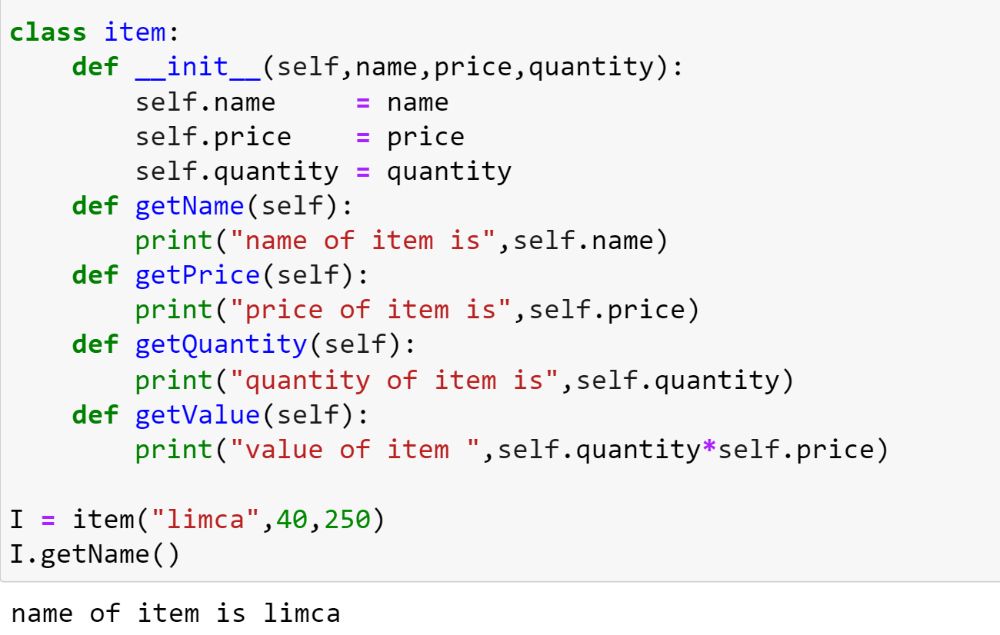 class item:
    def __init__(self,name,price,quantity):
        self.name     = name
        self.price    = price
        self.quantity = quantity
    def getName(self):
        print("name of item is",self.name)
    def getPrice(self):
        print("price of item is",self.price)
    def getQuantity(self):
        print("quantity of item is",self.quantity)
    def getValue(self):
        print("value of item ",self.quantity*self.price)

I = item("limca",40,250)
I.getName()
name of item is limca